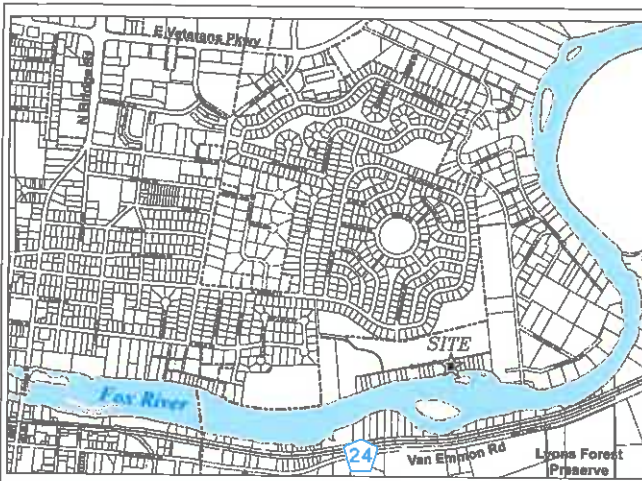 E Veterans Pkwy
N Bridge St
SITE
Fox River
24
Van Emmon Rd
Lyons Forest
Preserve